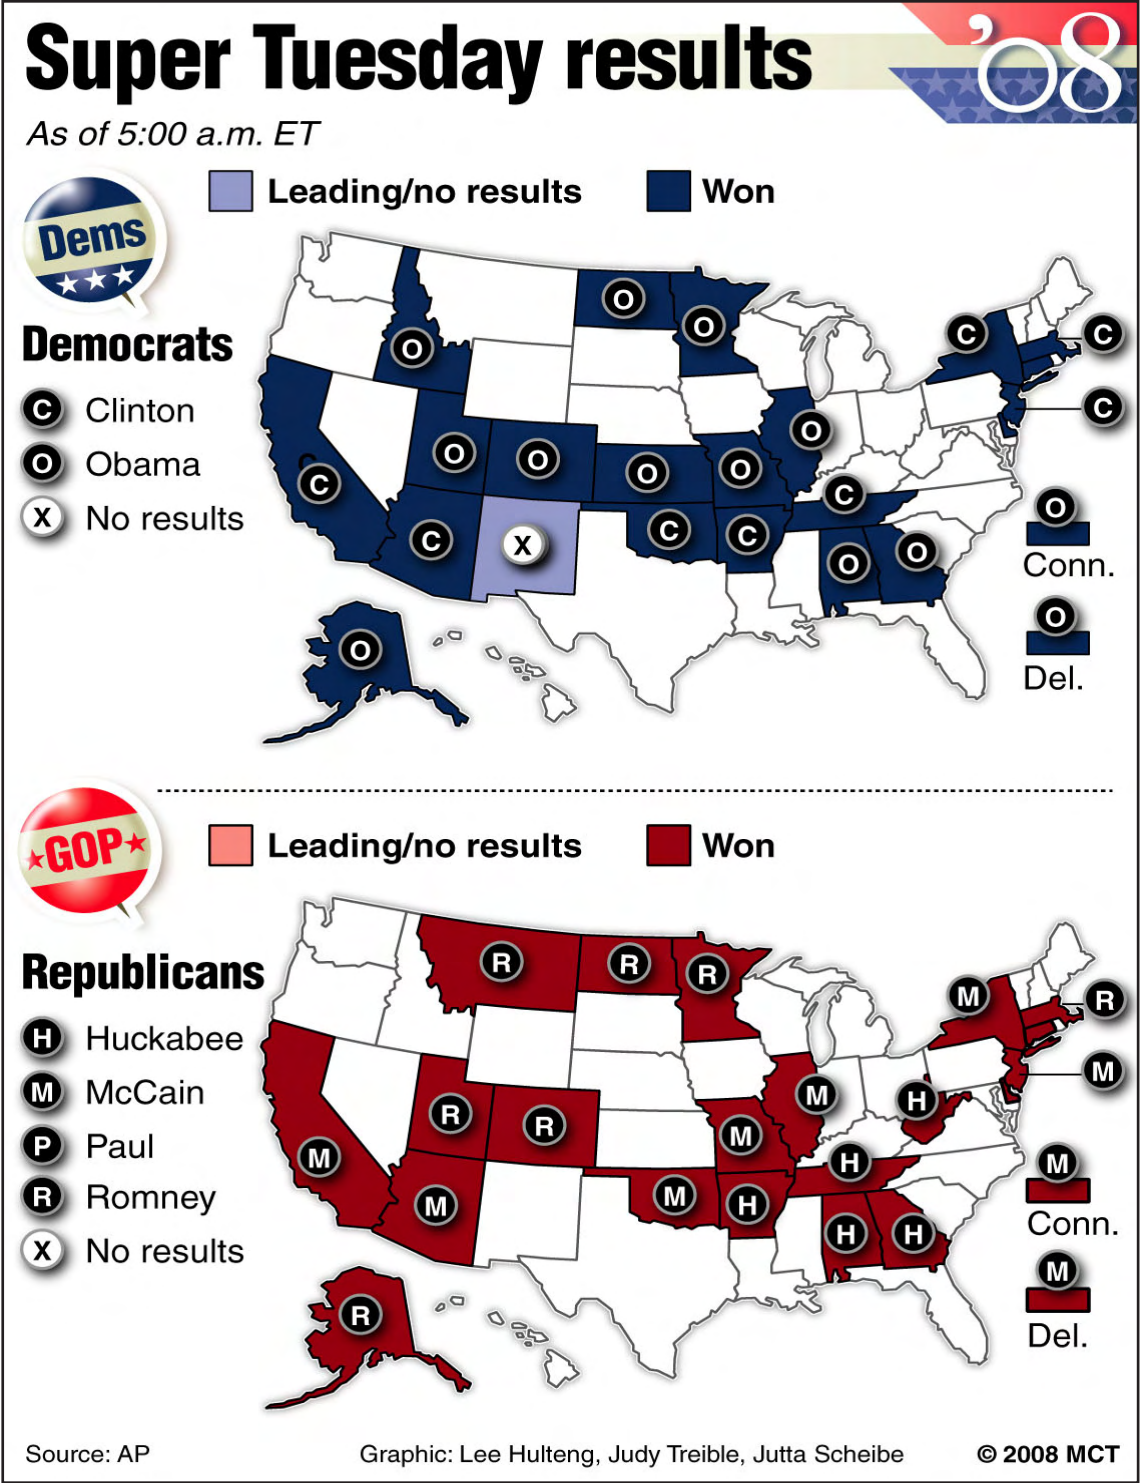 Super Tuesday results
'08
As of 5:00 a.m. ET
Dems
Leading/no results
Won
Democrats
C Clinton
O Obama
X No results
O
O
O
C
C
C
O
C
O
O
O
O
O
C
C
X
C
C
O
O
O
Conn.
O
Del.
O
GOP
Leading/no results
Won
Republicans
H Huckabee
M McCain
P Paul
R Romney
X No results
R
R
R
M
R
M
R
R
M
H
M
M
H
M
M
H
H
H
M
Conn.
M
Del.
R
Source: AP
Graphic: Lee Hulteng, Judy Treible, Jutta Scheibe
© 2008 MCT